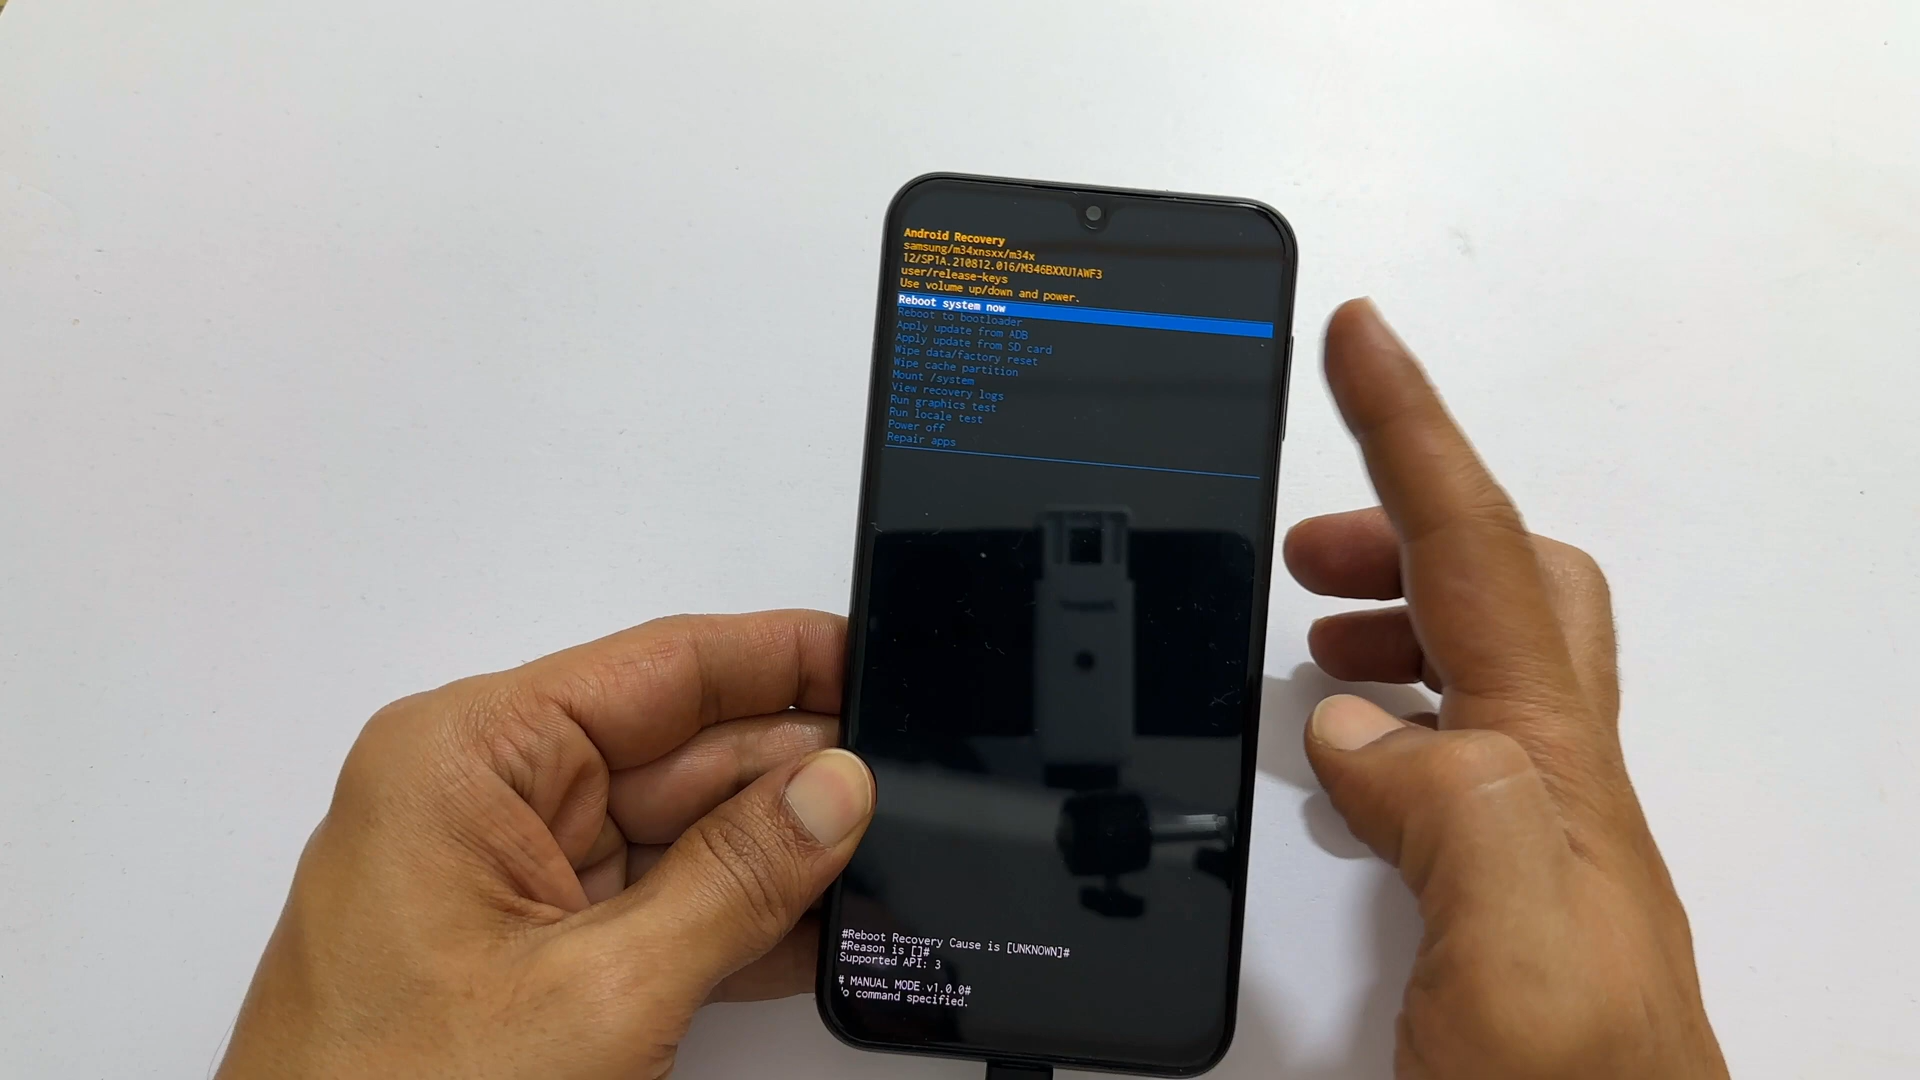 Android Recovery
samsung/m34xnsxx/m34x
12/SP1A.210812.016/M346BXXU1AWF3
user/release-keys
Use volume up/down and power.
Reboot system now
Reboot to bootloader
Apply update from ADB
Apply update from SD card
Wipe data/factory reset
Wipe cache partition
Mount /system
View recovery logs
Run graphics test
Run locale test
Power off
Repair apps
#Reboot Recovery Cause is [UNKNOWN]#
#Reason is []#
Supported API: 3
# MANUAL MODE v1.0.0#
'o command specified.